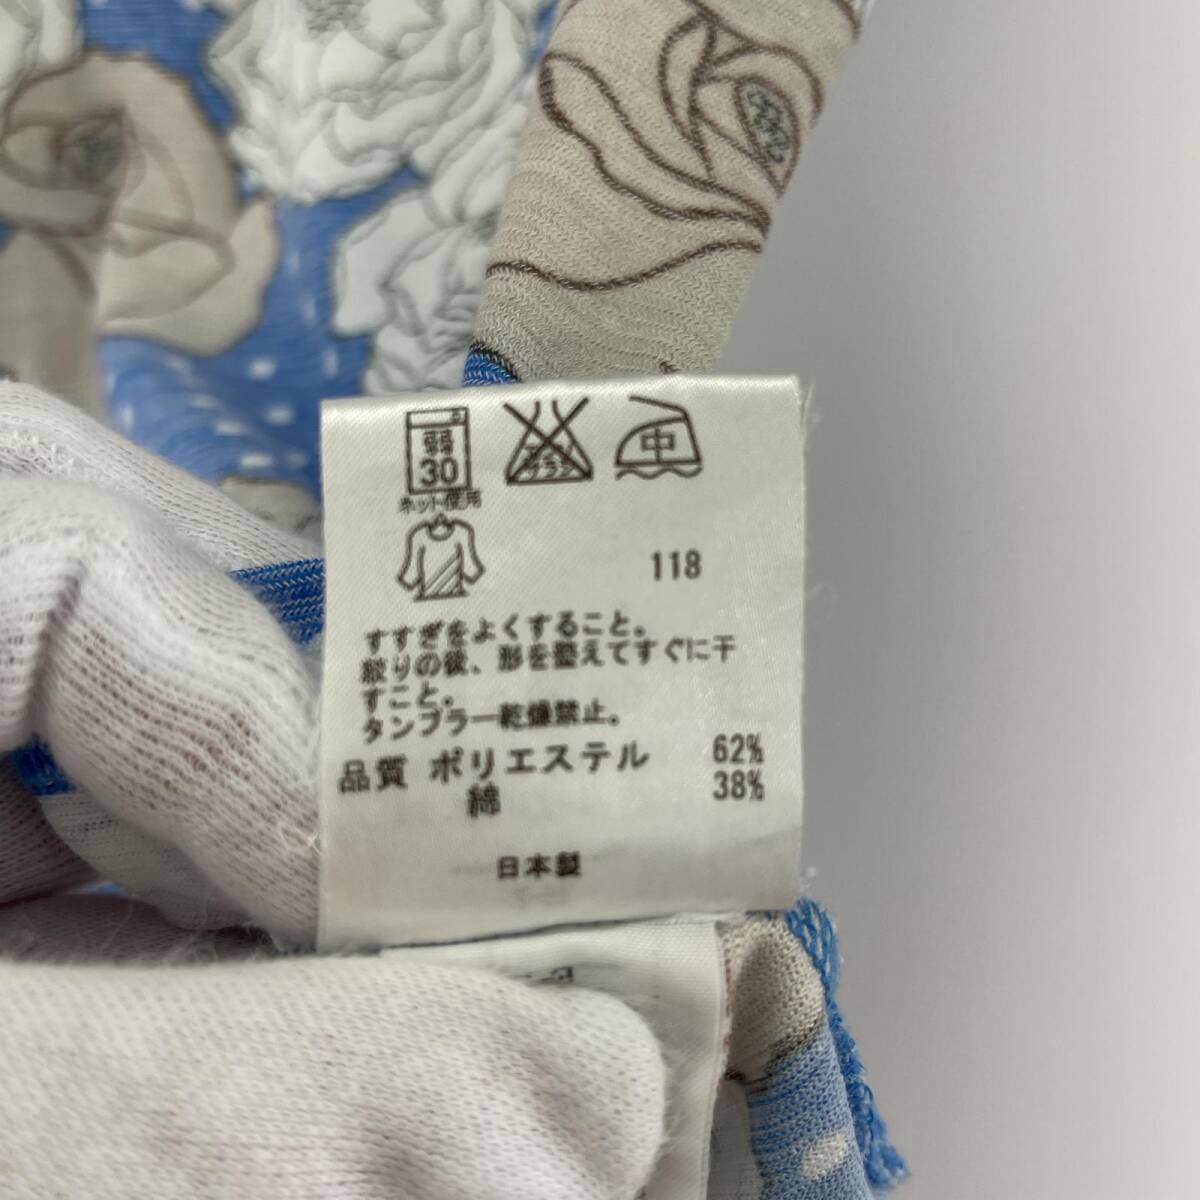 弱
30
ネット使用
中
118
すすぎをよくすること。
絞りの後、形を整えてすぐに干
すこと。
タンブラー乾燥禁止。
品質 ポリエステル 62%
綿 38%
日本製